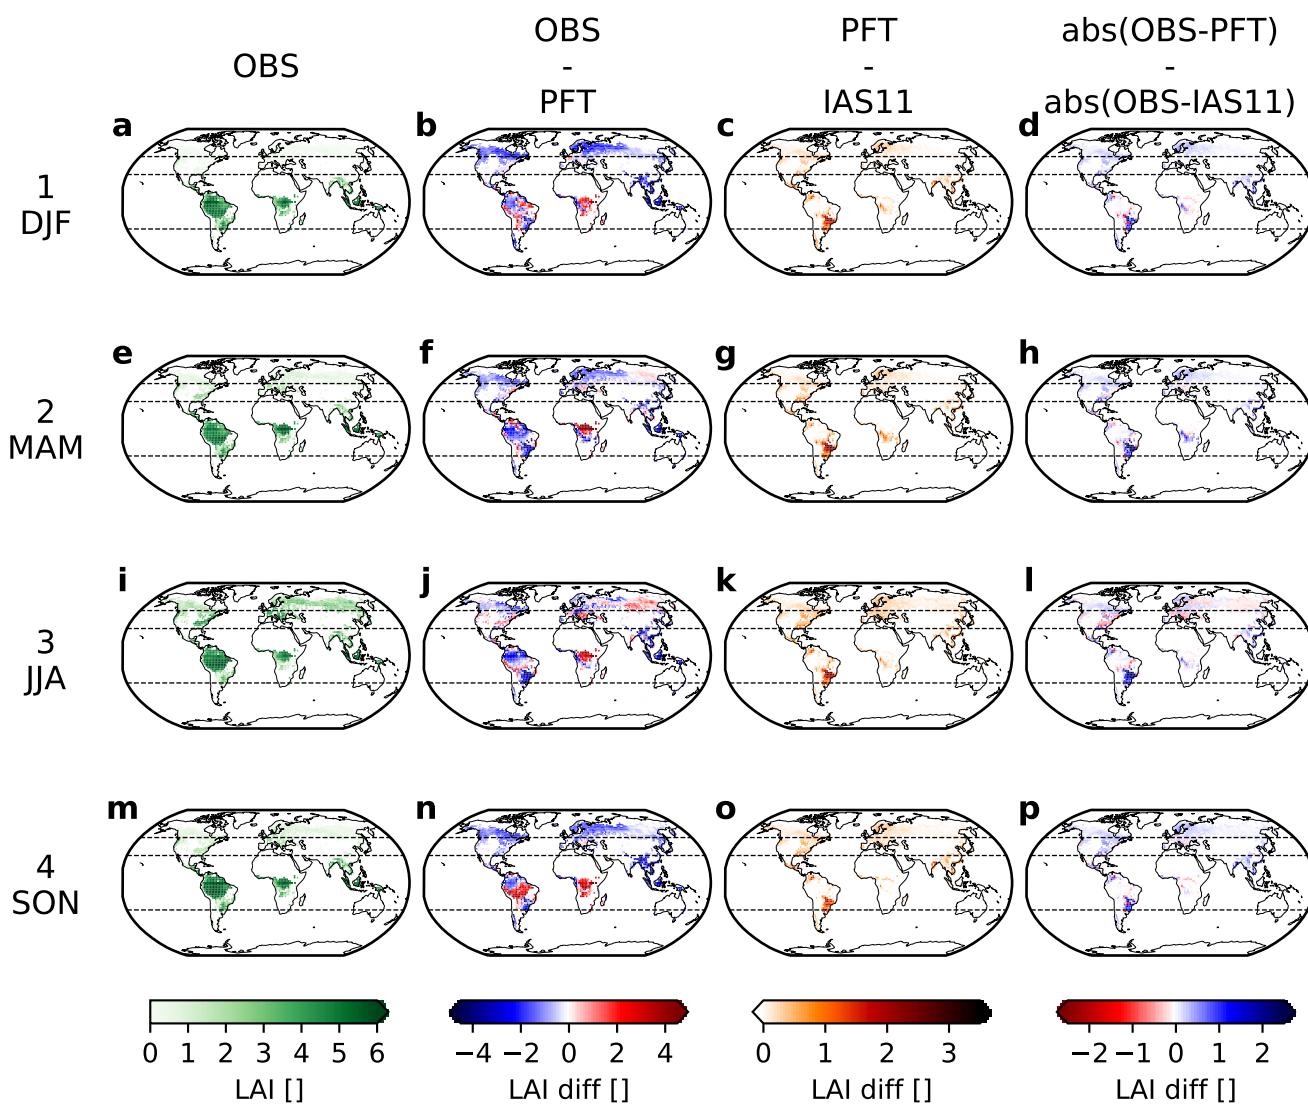 OBS
OBS
-
PFT
PFT
-
IAS11
abs(OBS-PFT)
-
abs(OBS-IAS11)
a
b
c
d
1
DJF
e
f
g
h
2
MAM
i
j
k
l
3
JJA
m
n
o
p
4
SON
0 1 2 3 4 5 6
LAI []
−4 −2 0 2 4
LAI diff []
0 1 2 3
LAI diff []
−2 −1 0 1 2
LAI diff []